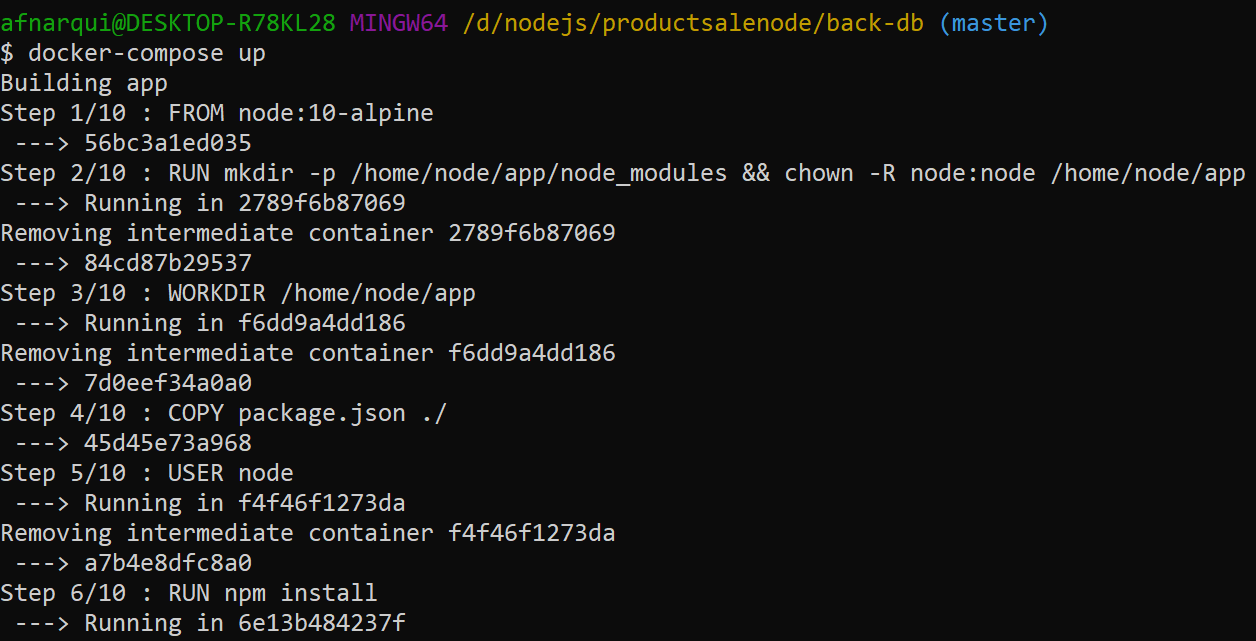 afnarqui@DESKTOP-R78KL28 MINGW64 /d/nodejs/productsalenode/back-db (master)
$ docker-compose up
Building app
Step 1/10 : FROM node:10-alpine
 ---> 56bc3a1ed035
Step 2/10 : RUN mkdir -p /home/node/app/node_modules && chown -R node:node /home/node/app
 ---> Running in 2789f6b87069
Removing intermediate container 2789f6b87069
 ---> 84cd87b29537
Step 3/10 : WORKDIR /home/node/app
 ---> Running in f6dd9a4dd186
Removing intermediate container f6dd9a4dd186
 ---> 7d0eef34a0a0
Step 4/10 : COPY package.json ./
 ---> 45d45e73a968
Step 5/10 : USER node
 ---> Running in f4f46f1273da
Removing intermediate container f4f46f1273da
 ---> a7b4e8dfc8a0
Step 6/10 : RUN npm install
 ---> Running in 6e13b484237f